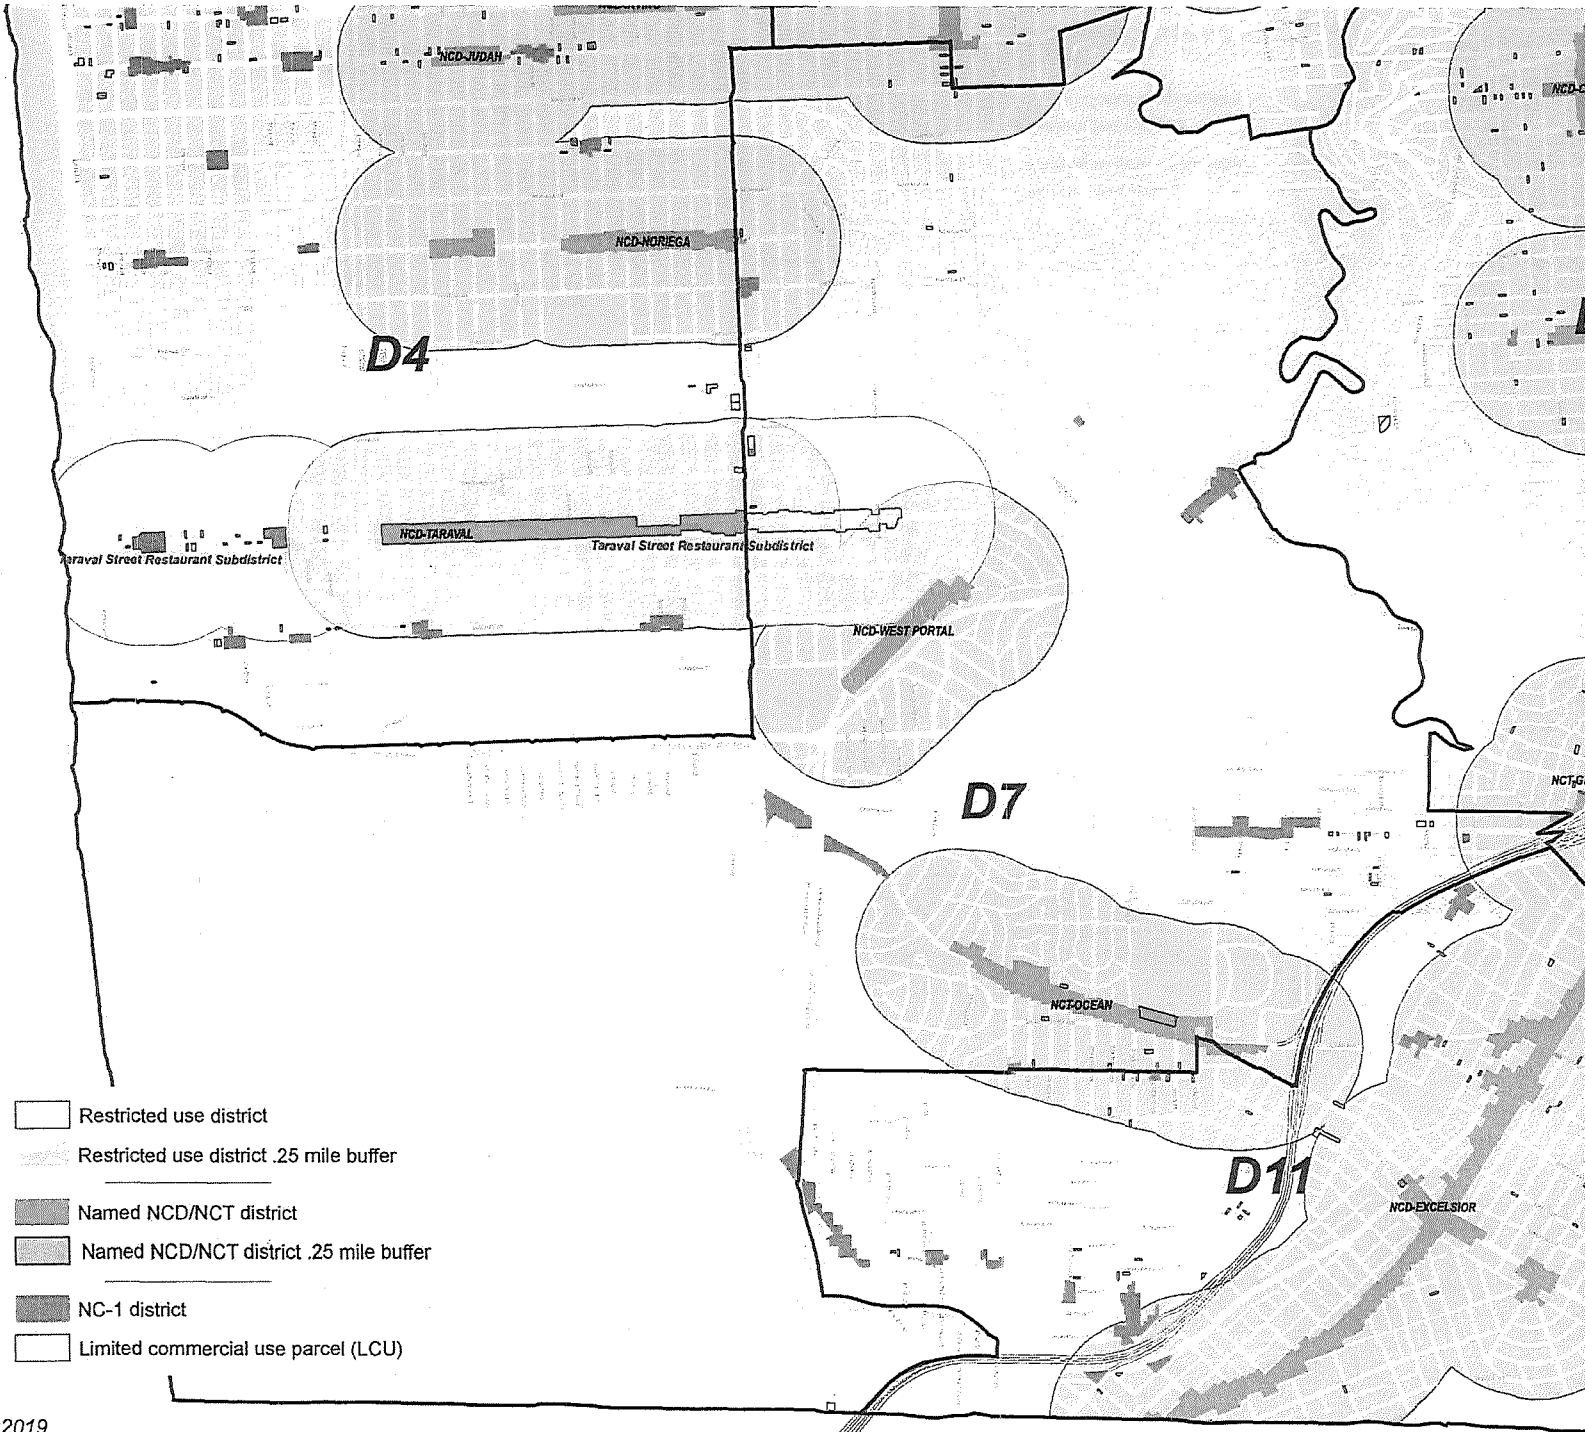 NCD-JUDAH
NCD-NORIEGA
D4
NCD-TARAVAL
Taraval Street Restaurant Subdistrict
araval Street Restaurant Subdistrict
NCD-WEST PORTAL
D7
NCT-OCEAN
D11
NCD-EXCELSIOR
Restricted use district
Restricted use district .25 mile buffer
Named NCD/NCT district
Named NCD/NCT district .25 mile buffer
NC-1 district
Limited commercial use parcel (LCU)
2019